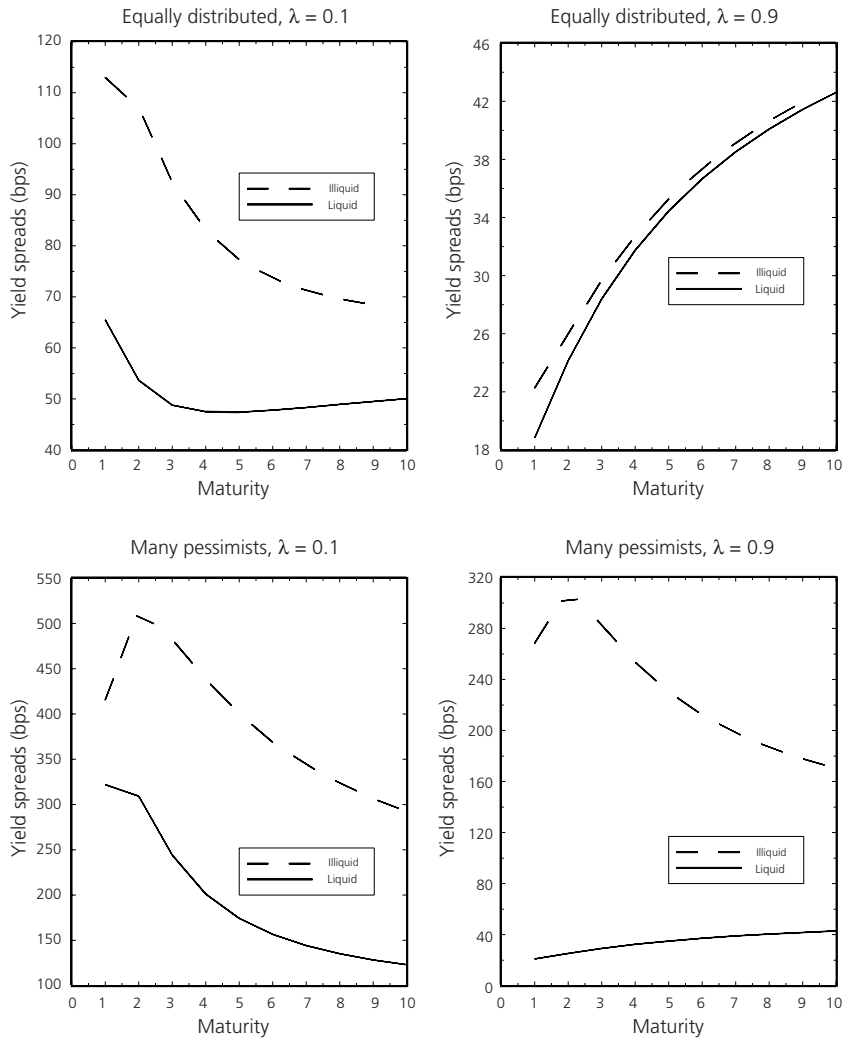 Equally distributed, λ = 0.1
120
110
100
90
80
70
60
50
40
Yield spreads (bps)
Illiquid
Liquid
0 1 2 3 4 5 6 7 8 9 10
Maturity
Equally distributed, λ = 0.9
46
42
38
34
30
26
22
18
Yield spreads (bps)
Illiquid
Liquid
0 1 2 3 4 5 6 7 8 9 10
Maturity
Many pessimists, λ = 0.1
550
500
450
400
350
300
250
200
150
100
Yield spreads (bps)
Illiquid
Liquid
0 1 2 3 4 5 6 7 8 9 10
Maturity
Many pessimists, λ = 0.9
320
280
240
200
160
120
80
40
0
Yield spreads (bps)
Illiquid
Liquid
0 1 2 3 4 5 6 7 8 9 10
Maturity